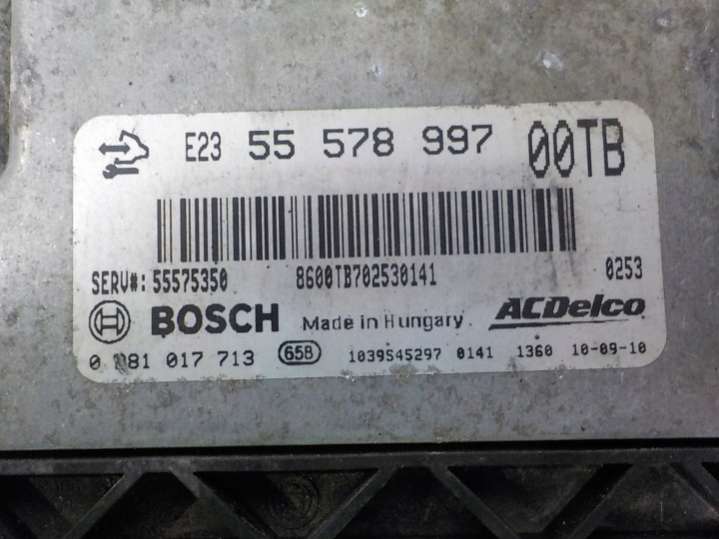 E23 55 578 997 00TB
SERV#: 55575350 8600TB702530141 0253
BOSCH Made in Hungary ACDelco
0 281 017 713 658 1039S45297 0141 1360 10-09-10